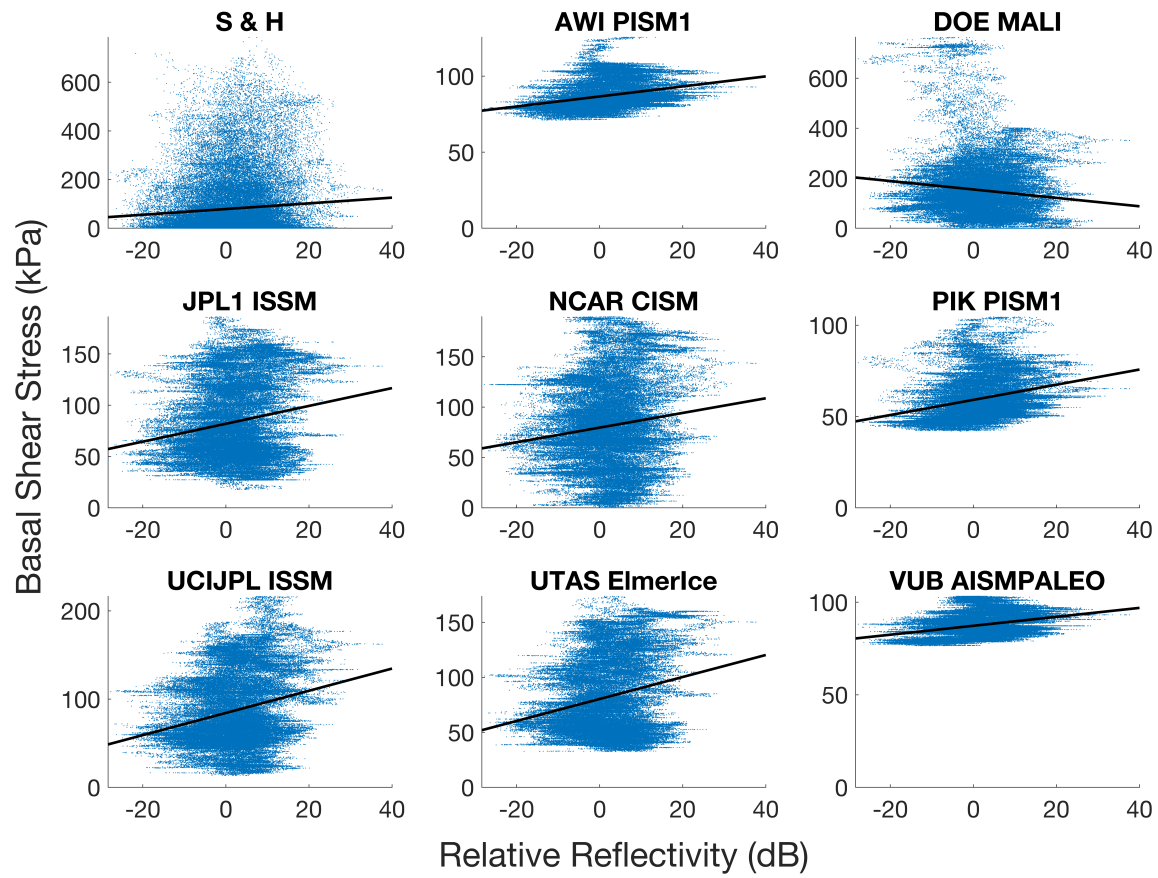 S & H
AWI PISM1
DOE MALI
600
400
200
0
-20 0 20 40
100
50
0
-20 0 20 40
600
400
200
0
-20 0 20 40
Basal Shear Stress (kPa)
JPL1 ISSM
NCAR CISM
PIK PISM1
150
100
50
0
-20 0 20 40
150
100
50
0
-20 0 20 40
100
50
0
-20 0 20 40
UCIJPL ISSM
UTAS ElmerIce
VUB AISMPALEO
200
100
0
-20 0 20 40
150
100
50
0
-20 0 20 40
100
50
0
-20 0 20 40
Relative Reflectivity (dB)